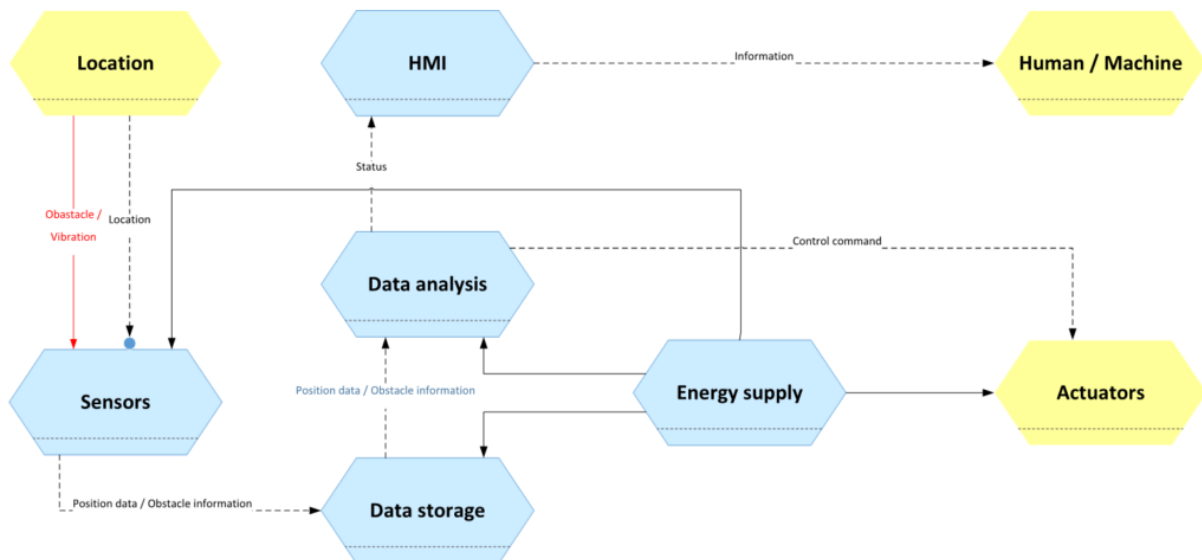 Location
HMI
Information
Human / Machine
Status
Obastacle /
Vibration
Location
Control command
Data analysis
Position data / Obstacle information
Sensors
Energy supply
Actuators
Position data / Obstacle information
Data storage